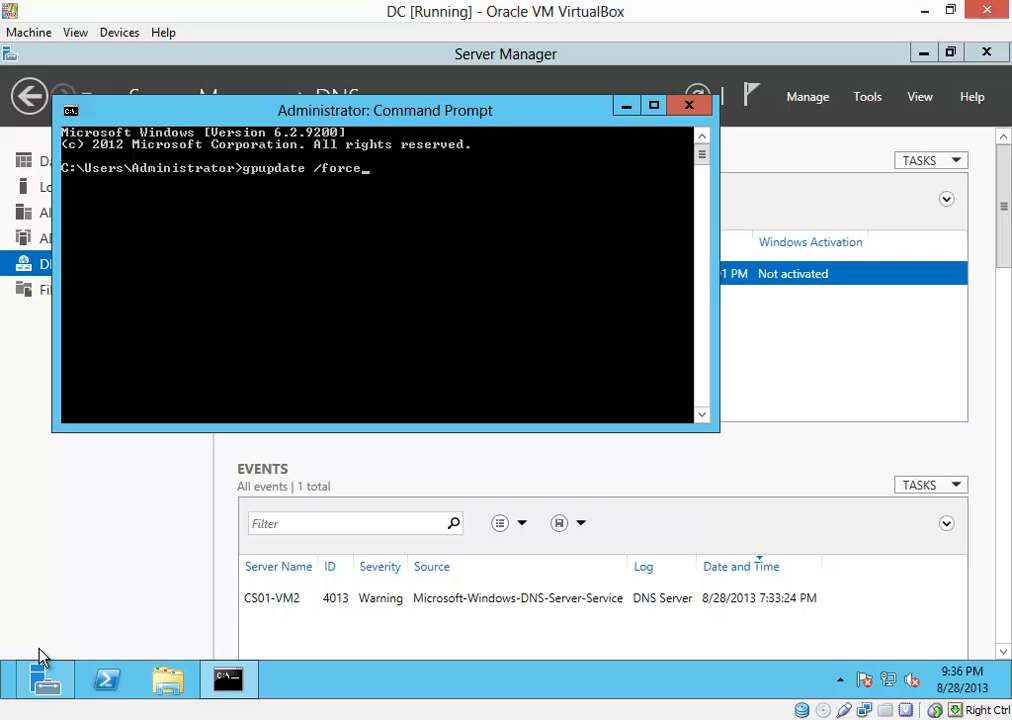 DC [Running] - Oracle VM VirtualBox
Machine View Devices Help
Server Manager
Manage Tools View Help
Administrator: Command Prompt
Microsoft Windows [Version 6.2.9200]
(c) 2012 Microsoft Corporation. All rights reserved.
C:\Users\Administrator>gpupdate /force_
TASKS
Windows Activation
1 PM Not activated
EVENTS
All events | 1 total
TASKS
Filter
Server Name ID Severity Source Log Date and Time
CS01-VM2 4013 Warning Microsoft-Windows-DNS-Server-Service DNS Server 8/28/2013 7:33:24 PM
9:36 PM
8/28/2013
Right Ctrl